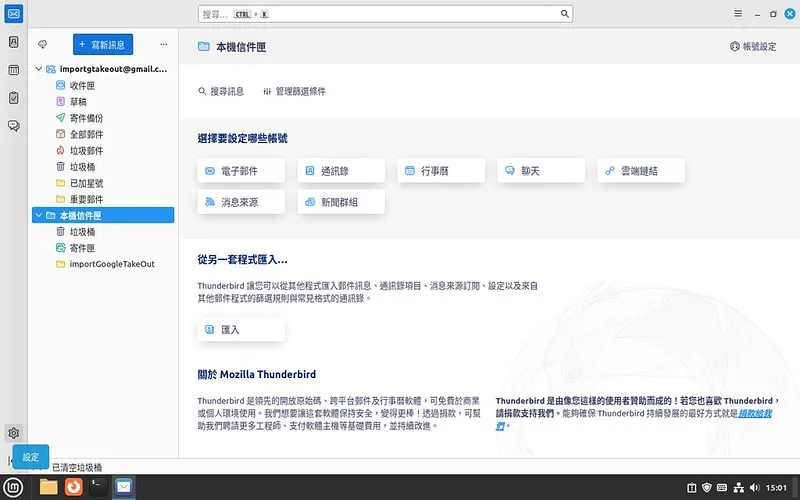 搜尋… CTRL + K
+ 寫新訊息
importgtakeout@gmail.c...
收件匣
草稿
寄件備份
全部郵件
垃圾郵件
垃圾桶
已加星號
重要郵件
本機信件匣
垃圾桶
寄件匣
importGoogleTakeOut
本機信件匣
帳號設定
搜尋訊息 管理篩選條件
選擇要設定哪些帳號
電子郵件 通訊錄 行事曆 聊天 雲端鏈結
消息來源 新聞群組
從另一套程式匯入...
Thunderbird 讓您可以從其他程式匯入郵件訊息、通訊錄項目、消息來源訂閱、設定以及來自
其他郵件程式的篩選規則與常見格式的通訊錄。
匯入
關於 Mozilla Thunderbird
Thunderbird 是領先的開放原始碼、跨平台郵件及行事曆軟體，可免費於商業
或個人環境使用。我們想要讓這套軟體保持安全，變得更棒！透過捐款，可幫
助我們聘請更多工程師、支付軟體主機等基礎費用，並持續改進。
Thunderbird 是由像您這樣的使用者贊助而成的！若您也喜歡 Thunderbird，
請捐款支持我們。能夠確保 Thunderbird 持續發展的最好方式就是捐款給我
們。
設定
已清空垃圾桶
15:01